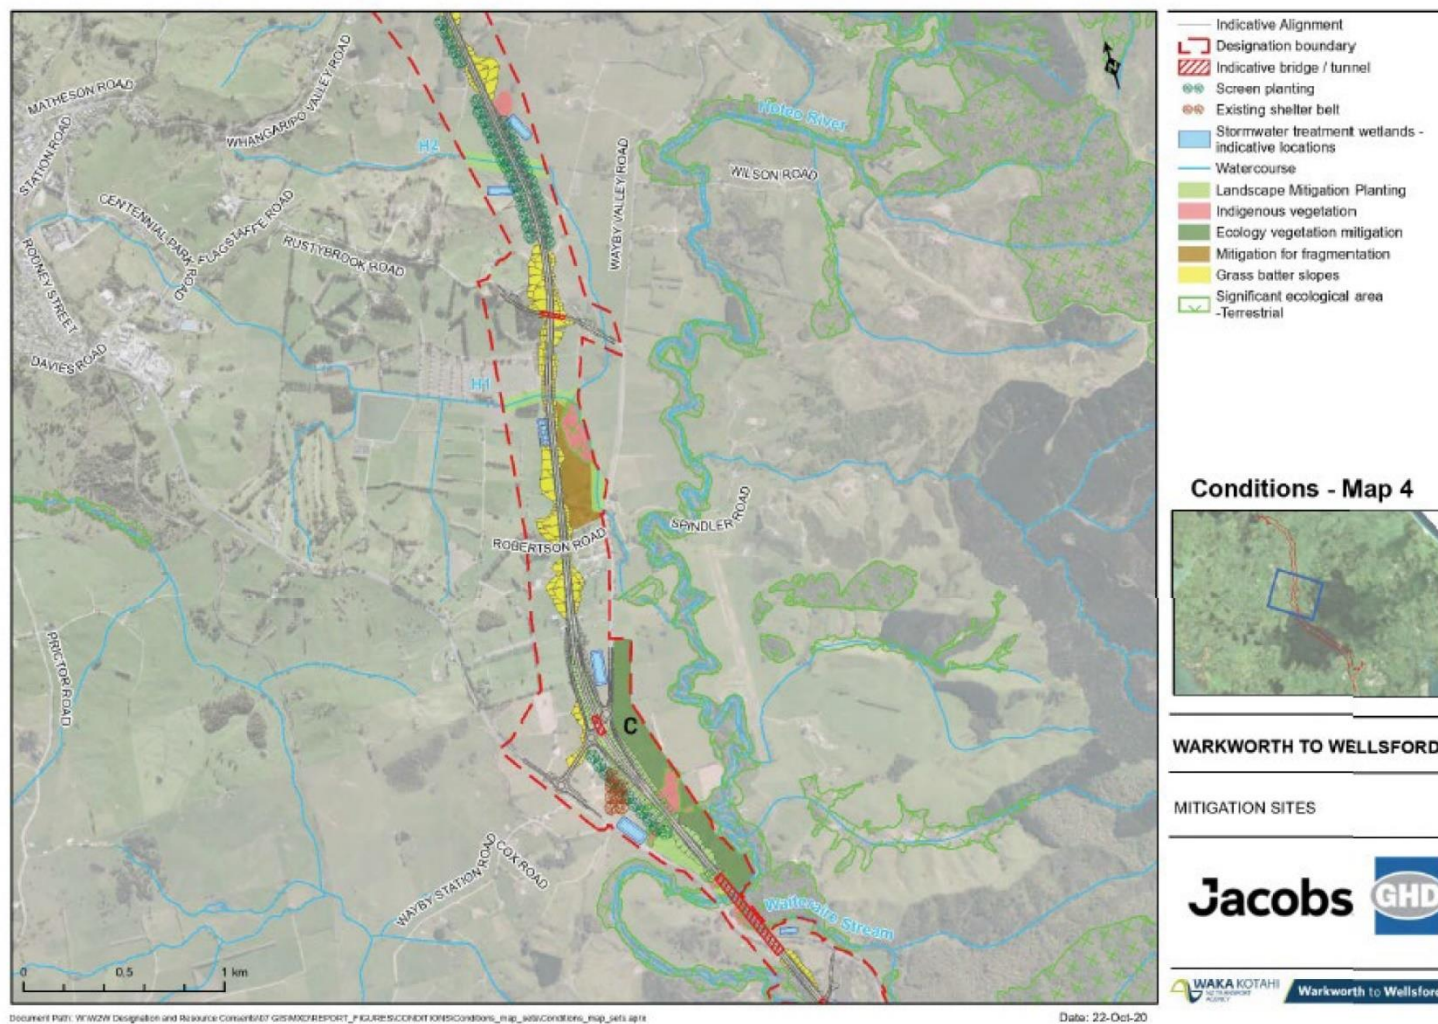 Indicative Alignment
Designation boundary
Indicative bridge / tunnel
Screen planting
Existing shelter belt
Stormwater treatment wetlands -
indicative locations
Watercourse
Landscape Mitigation Planting
Indigenous vegetation
Ecology vegetation mitigation
Mitigation for fragmentation
Grass batter slopes
Significant ecological area
-Terrestrial
N
MATHESON ROAD
STATION ROAD
WHANGARIPO VALLEY ROAD
H2
CENTENNIAL PARK ROAD
FLAGSTAFFE ROAD
RUSTYBROOK ROAD
RODNEY STREET
DAVIES ROAD
WAYBY VALLEY ROAD
Hoteo River
WILSON ROAD
H1
SPINDLER ROAD
ROBERTSON ROAD
PRICTOR ROAD
C
WAYBY STATION ROAD
COX ROAD
Waiteraire Stream
0 0.5 1 km
Conditions - Map 4
WARKWORTH TO WELLSFORD
MITIGATION SITES
Jacobs
GHD
WAKA KOTAHI
NZ TRANSPORT
AGENCY
Warkworth to Wellsford
Date: 22-Oct-20